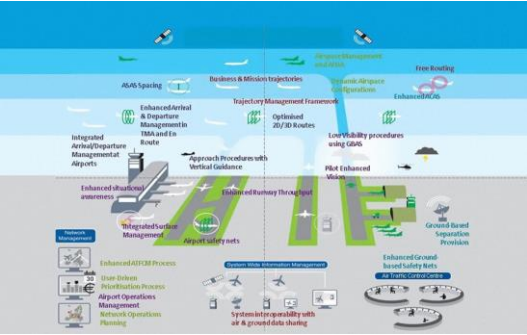 Airspace Management
and AFUA
Free Routing
Business & Mission trajectories
Dynamic Airspace
Configurations
ASAS Spacing
Enhanced ACAS
Trajectory Management Framework
Enhanced Arrival
& Departure
Management in
TMA and En
Route
Optimised
2D/3D Routes
Low Visibility procedures
using GBAS
Integrated
Arrival/Departure
Management at
Airports
Approach Procedures with
Vertical Guidance
Pilot Enhanced
Vision
Enhanced situational
awareness
Enhanced Runway Throughput
Integrated Surface
Management
Airport safety nets
Ground-Based
Separation
Provision
Network
Management
Enhanced ATFCM Process
User-Driven
Prioritisation Process
Airport Operations
Management
Network Operations
Planning
System Wide Information Management
System interoperability with
air & ground data sharing
Enhanced Ground-
based Safety Nets
Air Traffic Control Centre